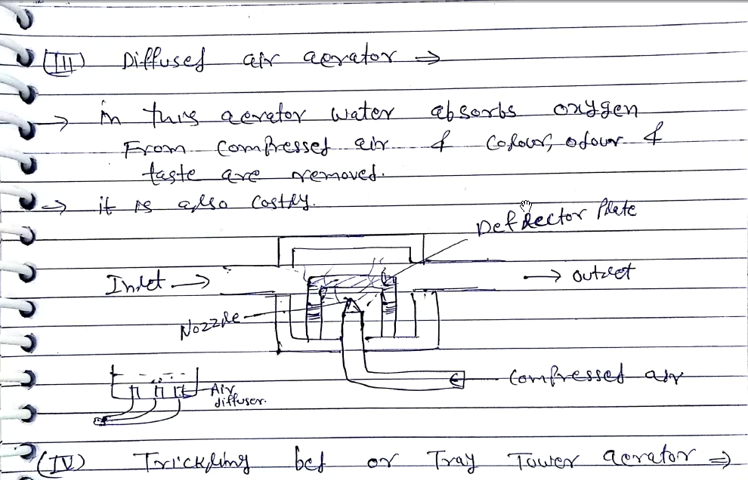 (III) Diffused air aerator ⇒
→ in this aerator water absorbs oxygen
From compressed air & colour, odour &
taste are removed.
→ it is also costly.
Deflector Plate
Inlet →
→ outlet
Nozzle
compressed air
Air
diffuser.
(IV) Trickling bed or Tray Tower aerator ⇒